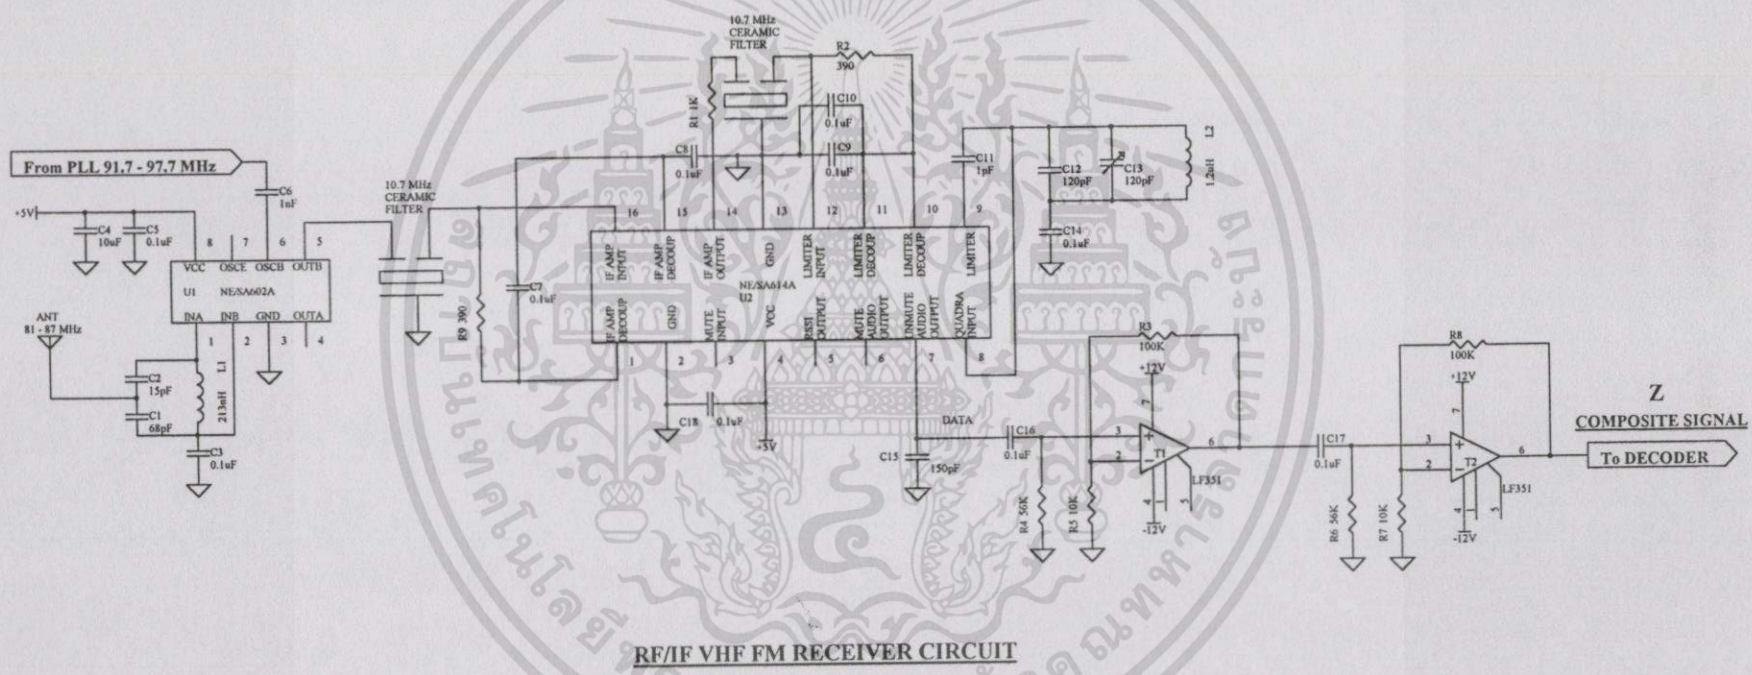 10.7 MHz
CERAMIC
FILTER
R2
390
R1 1K
C10
0.1uF
C8
0.1uF
C9
0.1uF
C11
1pF
C12
120pF
C13
120pF
L2
1.2uH
C14
0.1uF
From PLL 91.7 - 97.7 MHz
C6
1nF
10.7 MHz
CERAMIC
FILTER
+5V
C4
10uF
C5
0.1uF
8
7
6
5
VCC
OSCE
OSCB
OUTB
U1
NE/SA602A
INA
INB
GND
OUTA
1
2
3
4
ANT
81 - 87 MHz
C2
15pF
C1
68pF
L1
213nH
C3
0.1uF
R9 390
C7
0.1uF
16
15
14
13
12
11
10
9
IF AMP
INPUT
IF AMP
DECOUP
IF AMP
OUTPUT
GND
LIMITER
INPUT
LIMITER
DECOUP
LIMITER
DECOUP
LIMITER
NE/SA614A
U2
IF AMP
DECOUP
GND
MUTE
INPUT
VCC
RSSI
OUTPUT
MUTE
AUDIO
OUTPUT
UNMUTE
AUDIO
OUTPUT
QUADRA
INPUT
1
2
3
4
5
6
7
8
C18
0.1uF
+5V
DATA
C15
150pF
C16
0.1uF
R4 56K
R5 10K
R3
100K
+12V
7
3
2
6
T1
LF351
4
1
5
-12V
C17
0.1uF
R6 56K
R7 10K
R8
100K
+12V
7
3
2
6
T2
LF351
4
1
5
-12V
Z
COMPOSITE SIGNAL
To DECODER
RF/IF VHF FM RECEIVER CIRCUIT